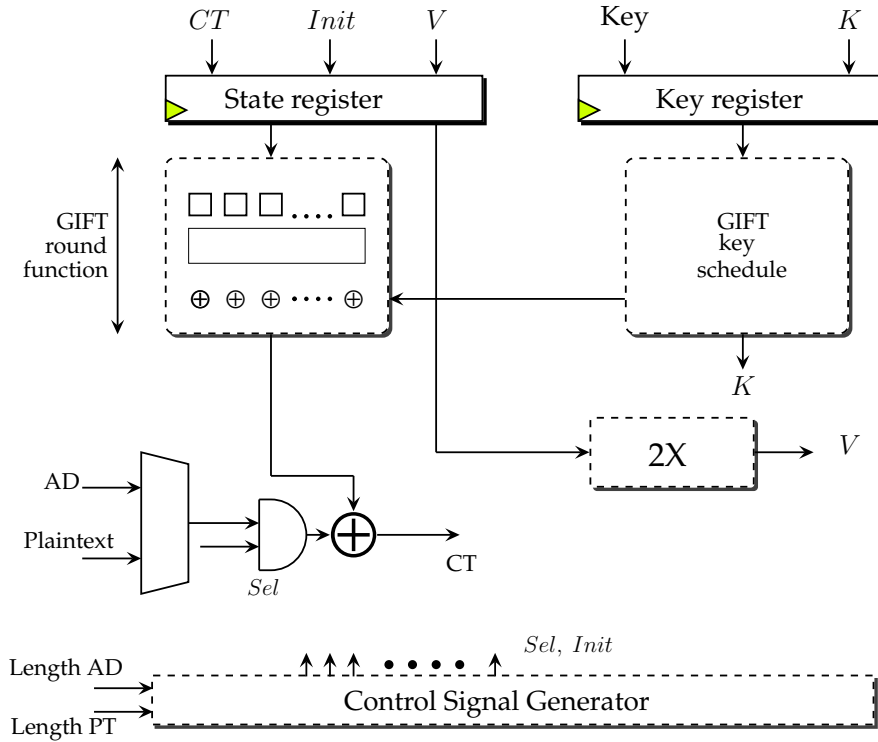 CT Init V Key K
State register Key register
GIFT
round
function
GIFT
key
schedule
K
2X V
AD
Plaintext
Sel
CT
Sel, Init
Length AD
Control Signal Generator
Length PT